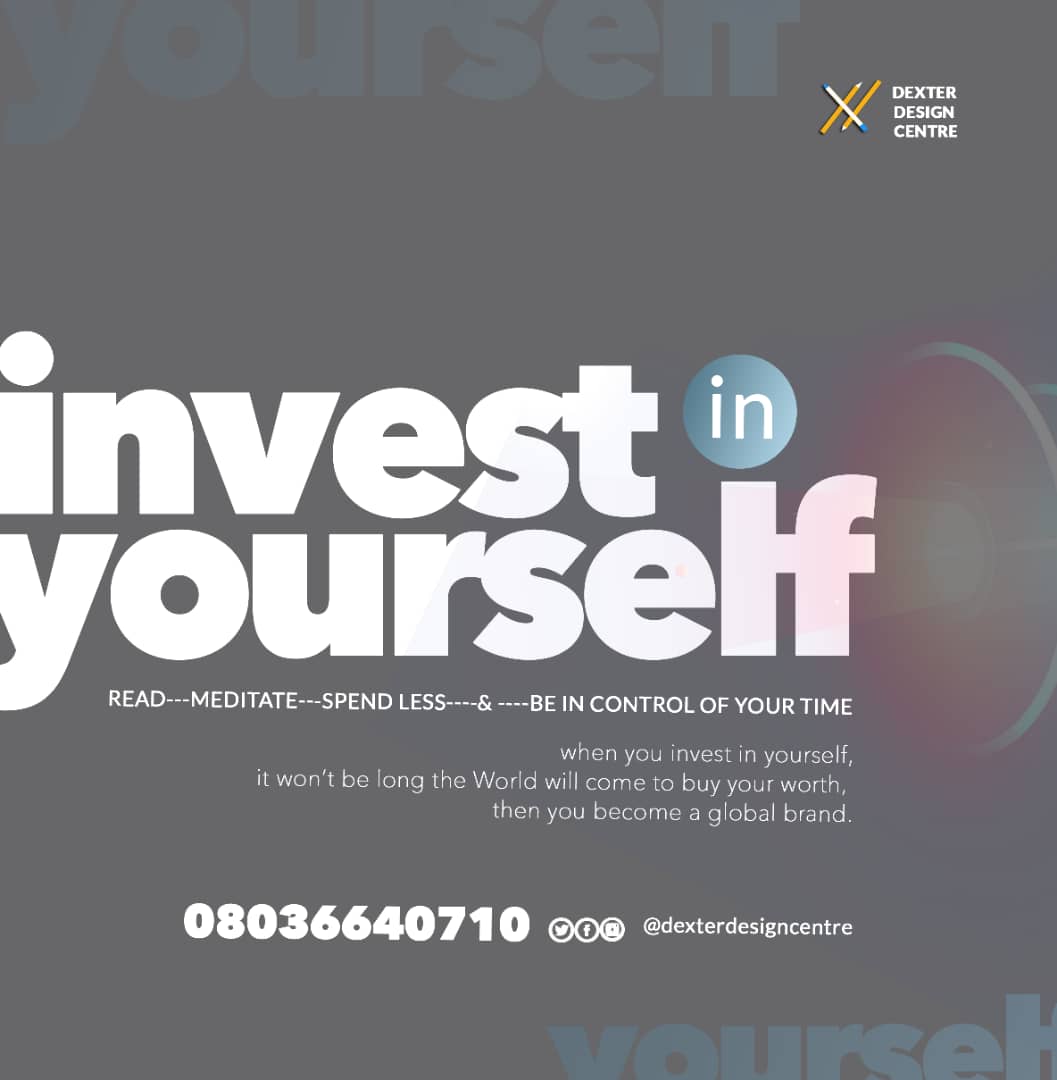 yourself
DEXTER
DESIGN
CENTRE
invest in
yourself
READ---MEDITATE---SPEND LESS----& ----BE IN CONTROL OF YOUR TIME
when you invest in yourself,
it won't be long the World will come to buy your worth,
then you become a global brand.
08036640710 @dexterdesigncentre
yourself